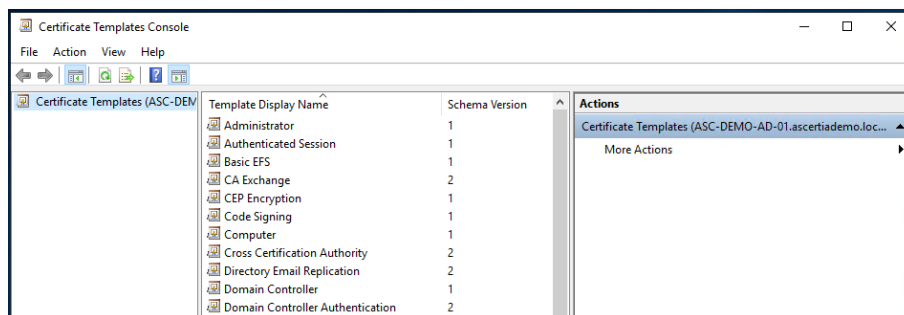 Certificate Templates Console
File Action View Help
Certificate Templates (ASC-DEM
Template Display Name Schema Version
Administrator 1
Authenticated Session 1
Basic EFS 1
CA Exchange 2
CEP Encryption 1
Code Signing 1
Computer 1
Cross Certification Authority 2
Directory Email Replication 2
Domain Controller 1
Domain Controller Authentication 2
Actions
Certificate Templates (ASC-DEMO-AD-01.ascertiademo.loc...
More Actions